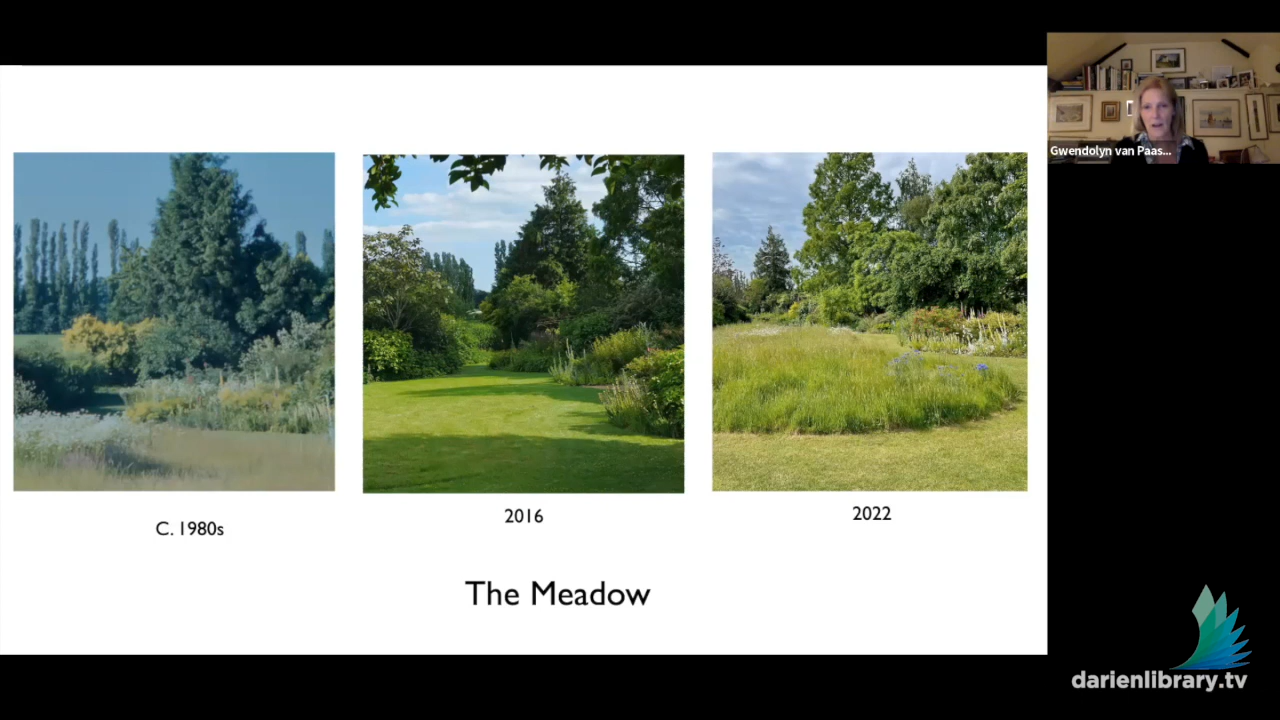 Gwendolyn van Paas...
C. 1980s
2016
2022
The Meadow
darienlibrary.tv